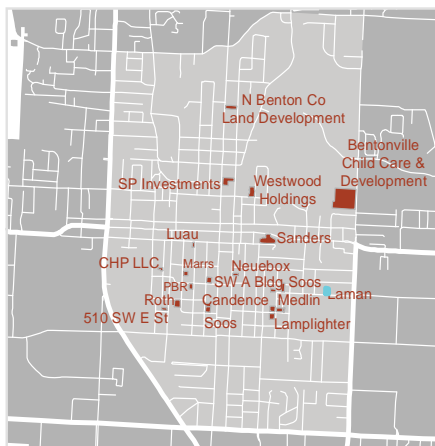 N Benton Co
Land Development
Bentonville
Child Care &
Development
SP Investments
Westwood
Holdings
Luau
Sanders
CHP LLC
Marrs
Neuebox
PBR
SW A Bldg Soos
Roth
Candence
Medlin
Laman
510 SW E St
Soos
Lamplighter